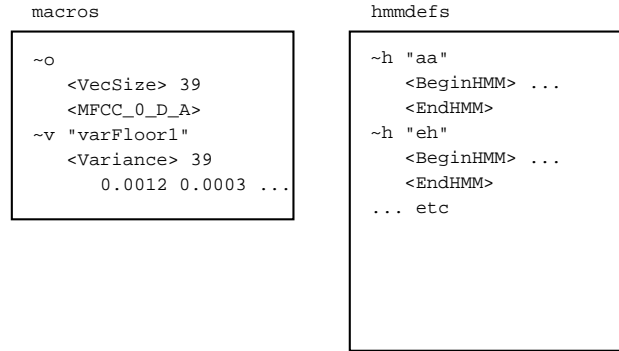 macros
~o
<VecSize> 39
<MFCC_0_D_A>
~v "varFloor1"
<Variance> 39
0.0012 0.0003 ...
hmmdefs
~h "aa"
<BeginHMM> ...
<EndHMM>
~h "eh"
<BeginHMM> ...
<EndHMM>
... etc